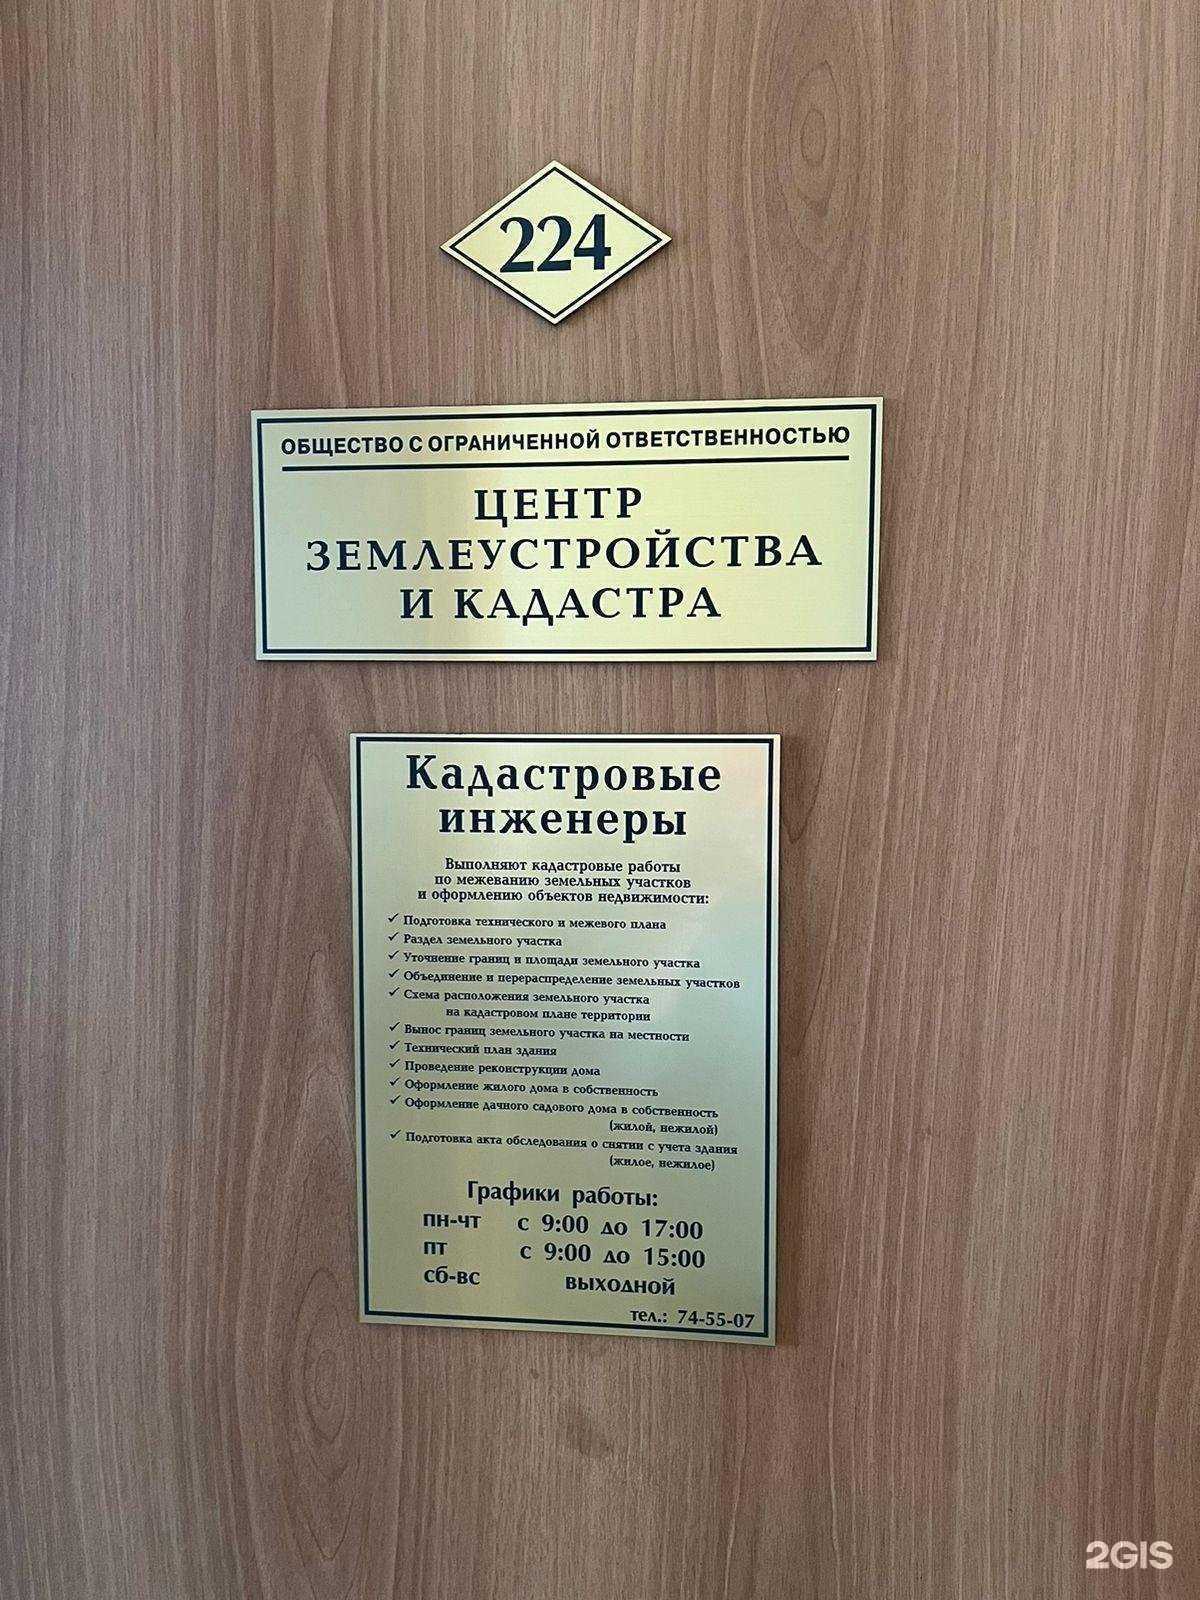 224
ОБЩЕСТВО С ОГРАНИЧЕННОЙ ОТВЕТСТВЕННОСТЬЮ
ЦЕНТР
ЗЕМЛЕУСТРОЙСТВА
И КАДАСТРА
Кадастровые
инженеры
Выполняют кадастровые работы
по межеванию земельных участков
и оформлению объектов недвижимости:
✓ Подготовка технического и межевого плана
✓ Раздел земельного участка
✓ Уточнение границ и площади земельного участка
✓ Объединение и перераспределение земельных участков
✓ Схема расположения земельного участка
на кадастровом плане территории
✓ Вынос границ земельного участка на местности
✓ Технический план здания
✓ Проведение реконструкции дома
✓ Оформление жилого дома в собственность
✓ Оформление дачного садового дома в собственность
(жилой, нежилой)
✓ Подготовка акта обследования о снятии с учета здания
(жилое, нежилое)
Графики работы:
пн-чт с 9:00 до 17:00
пт с 9:00 до 15:00
сб-вс выходной
тел.: 74-55-07
2GIS